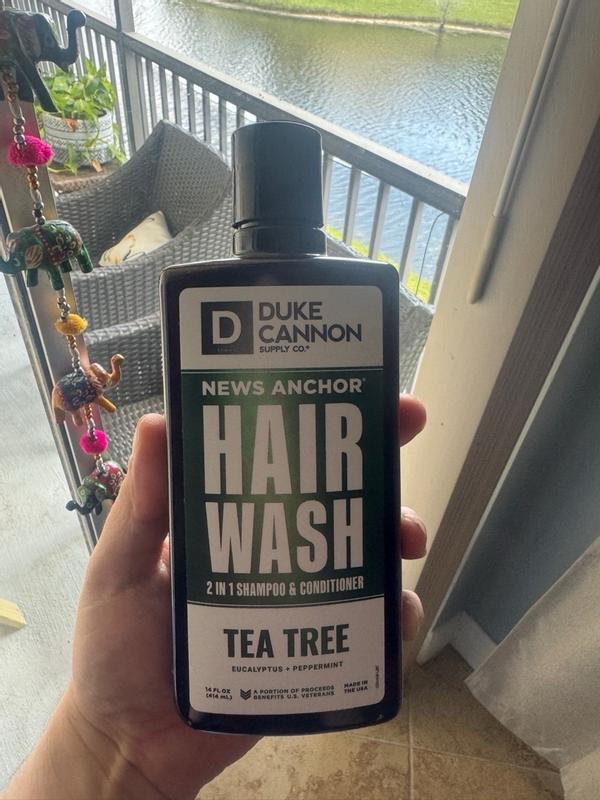 D
DUKE
CANNON
SUPPLY CO.®
NEWS ANCHOR®
HAIR
WASH
2 IN 1 SHAMPOO & CONDITIONER
TEA TREE
EUCALYPTUS + PEPPERMINT
14 FL OZ
(414 mL)
A PORTION OF PROCEEDS
BENEFITS U.S. VETERANS
MADE IN
THE USA